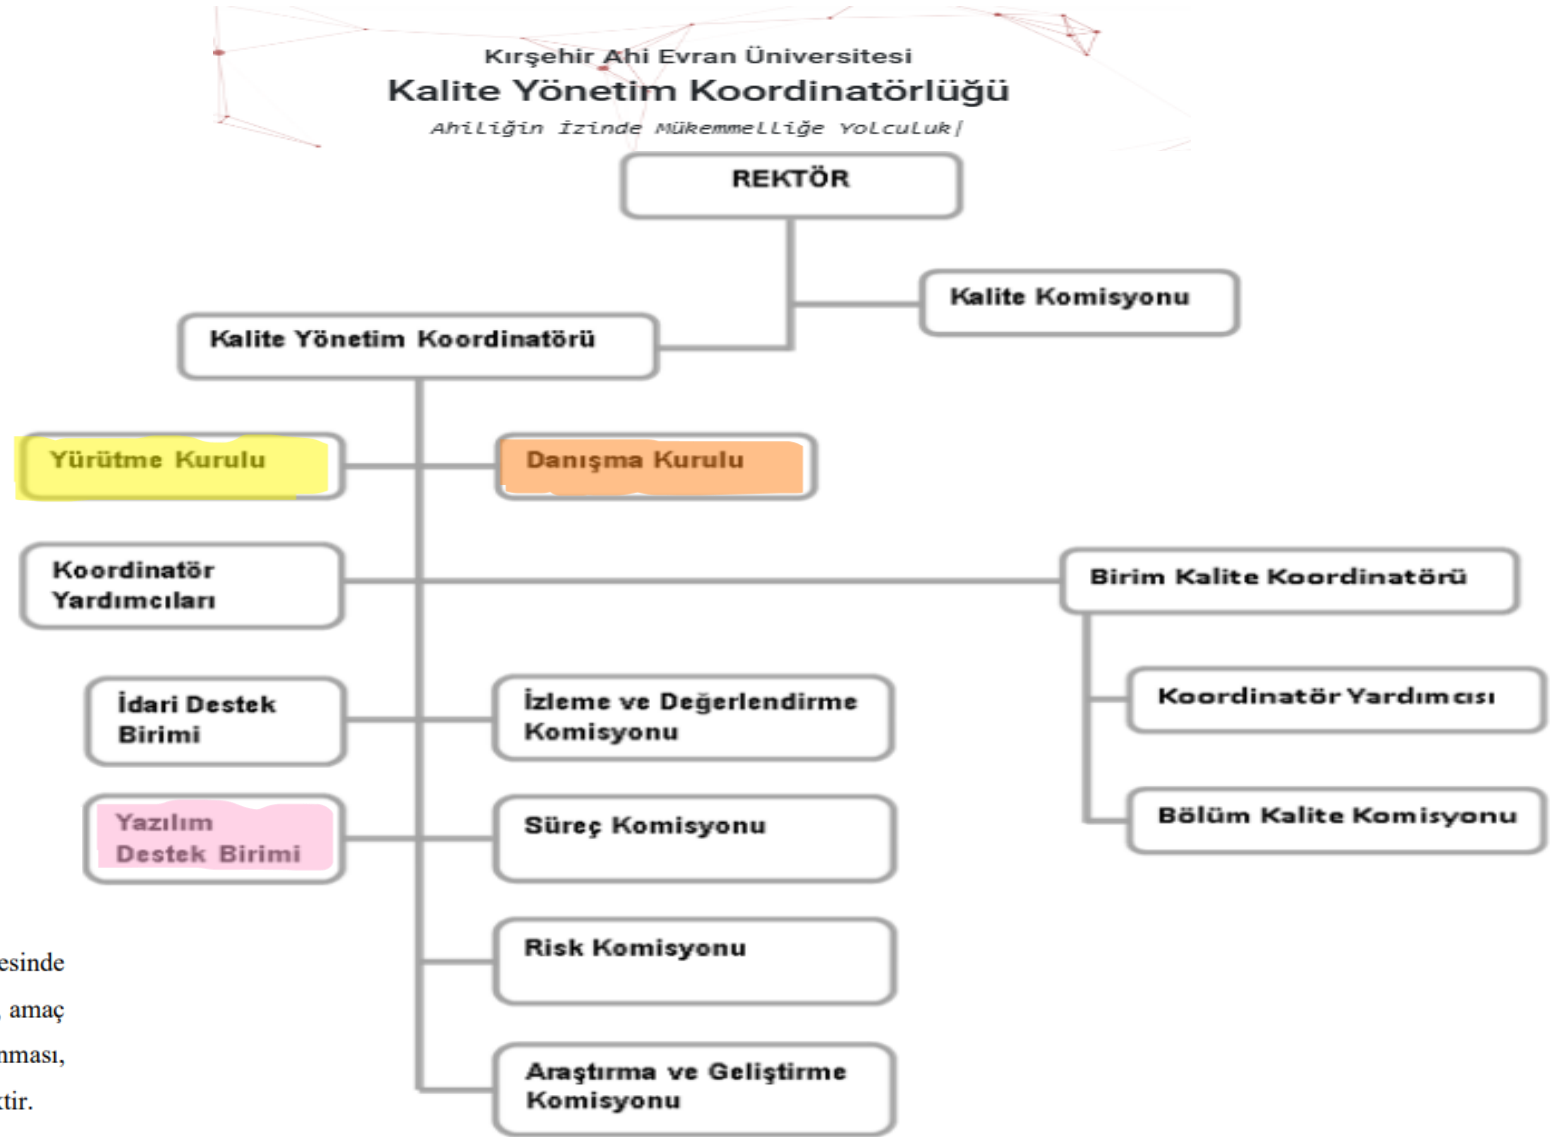 Kırşehir Ahi Evran Üniversitesi
Kalite Yönetim Koordinatörlüğü
Ahiliğin İzinde Mükemmelliğe Yolculuk|
REKTÖR
Kalite Komisyonu
Kalite Yönetim Koordinatörü
Yürütme Kurulu
Danışma Kurulu
Koordinatör
Yardımcıları
Birim Kalite Koordinatörü
İdari Destek
Birimi
İzleme ve Değerlendirme
Komisyonu
Koordinatör Yardımcısı
Yazılım
Destek Birimi
Süreç Komisyonu
Bölüm Kalite Komisyonu
Risk Komisyonu
Araştırma ve Geliştirme
Komisyonu
esinde
, amaç
nması,
ktir.